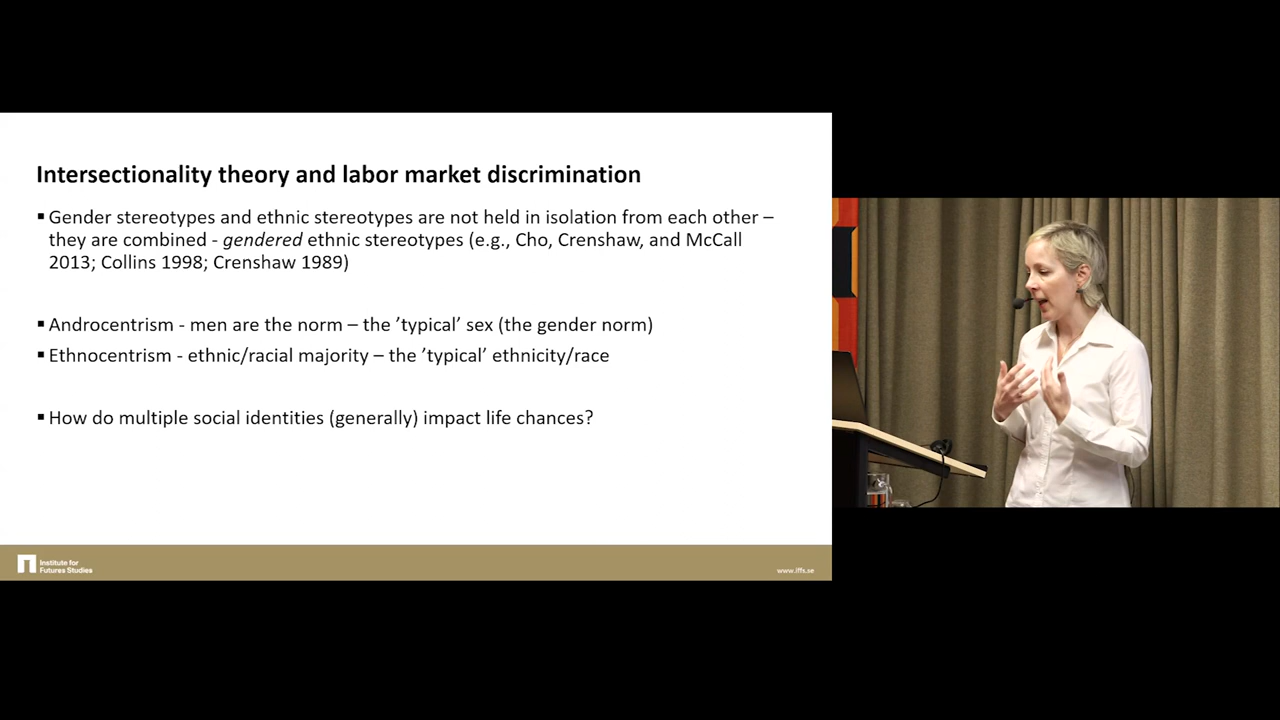 Intersectionality theory and labor market discrimination
▪ Gender stereotypes and ethnic stereotypes are not held in isolation from each other –
they are combined - gendered ethnic stereotypes (e.g., Cho, Crenshaw, and McCall
2013; Collins 1998; Crenshaw 1989)
▪ Androcentrism - men are the norm – the ’typical’ sex (the gender norm)
▪ Ethnocentrism - ethnic/racial majority – the ’typical’ ethnicity/race
▪ How do multiple social identities (generally) impact life chances?
Institute for
Futures Studies
www.iffs.se